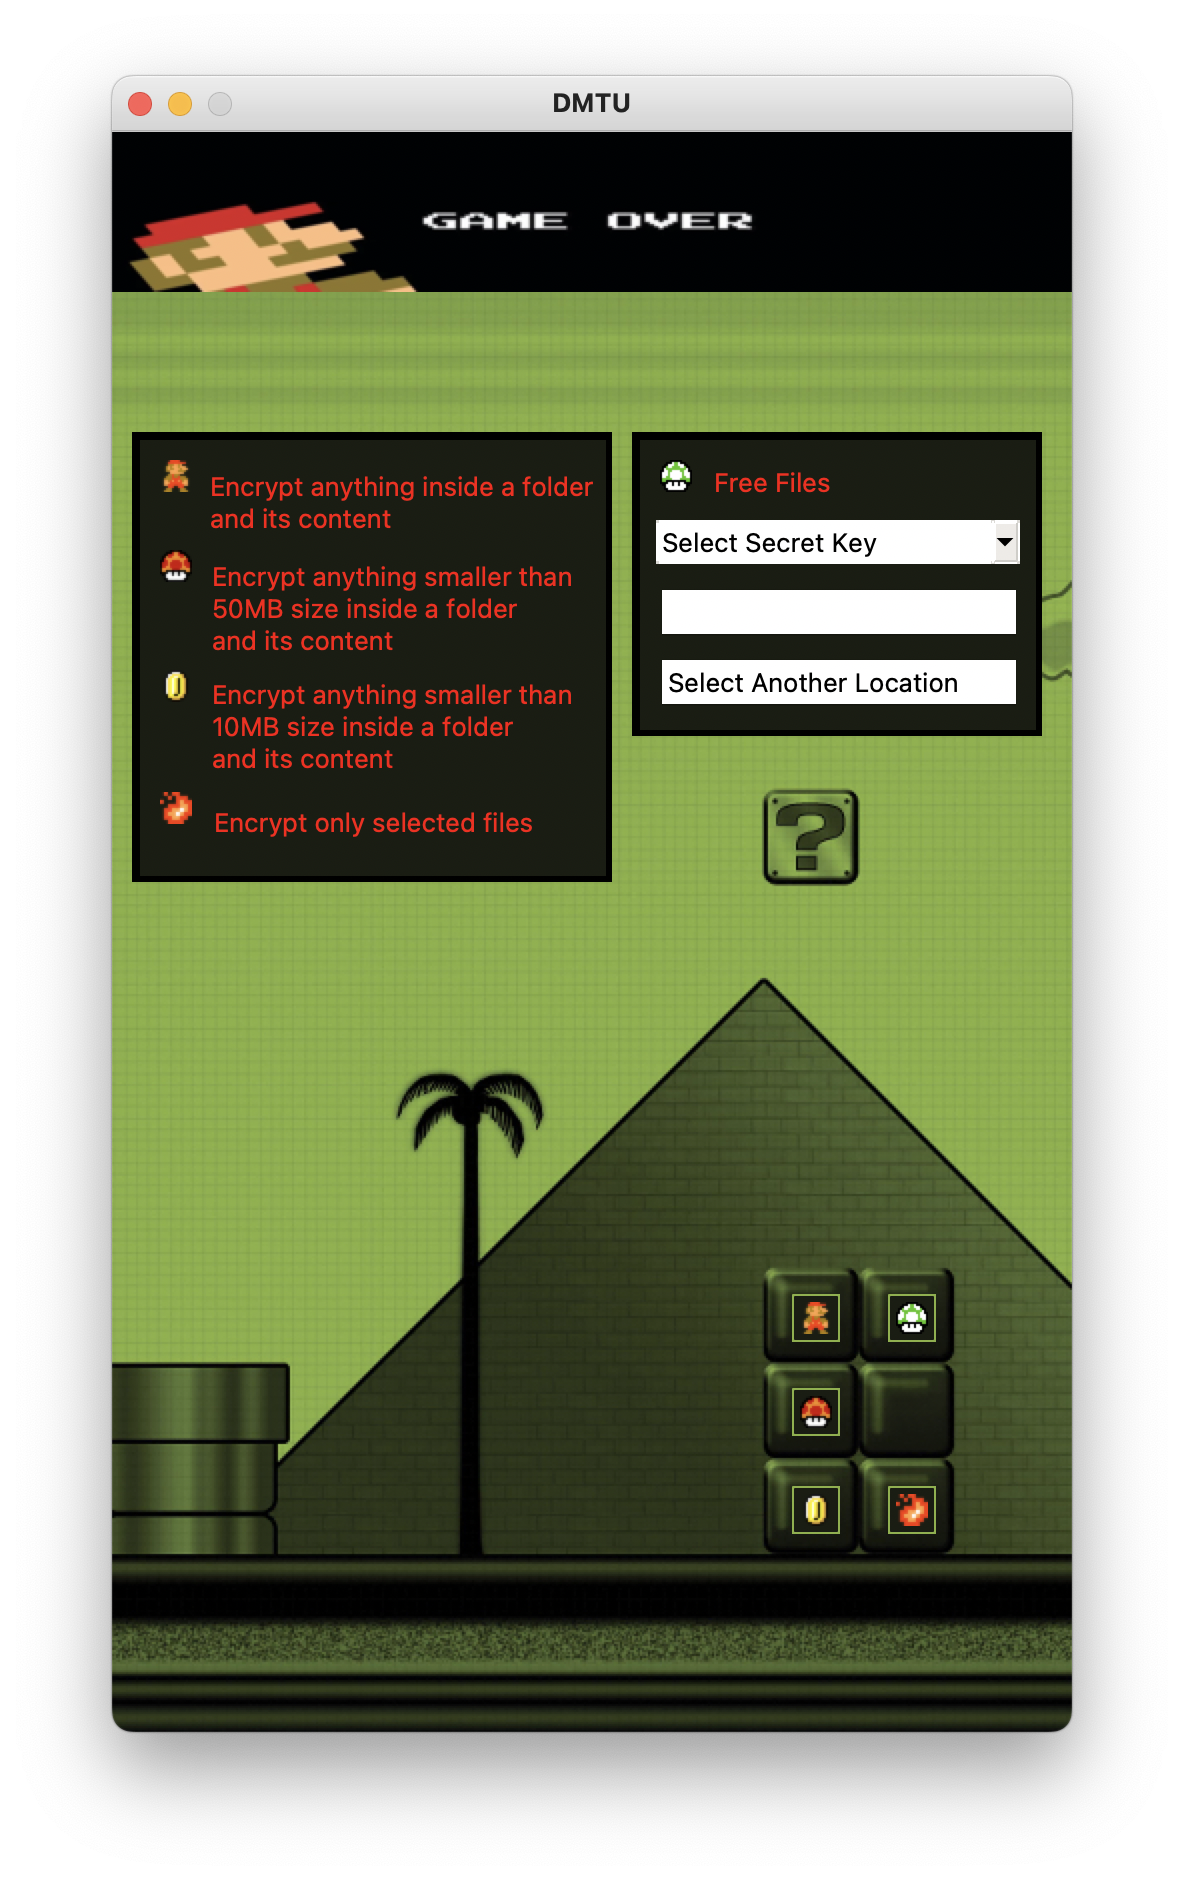 DMTU
GAME OVER
Encrypt anything inside a folder
and its content
Encrypt anything smaller than
50MB size inside a folder
and its content
Encrypt anything smaller than
10MB size inside a folder
and its content
Encrypt only selected files
Free Files
Select Secret Key
Select Another Location
?